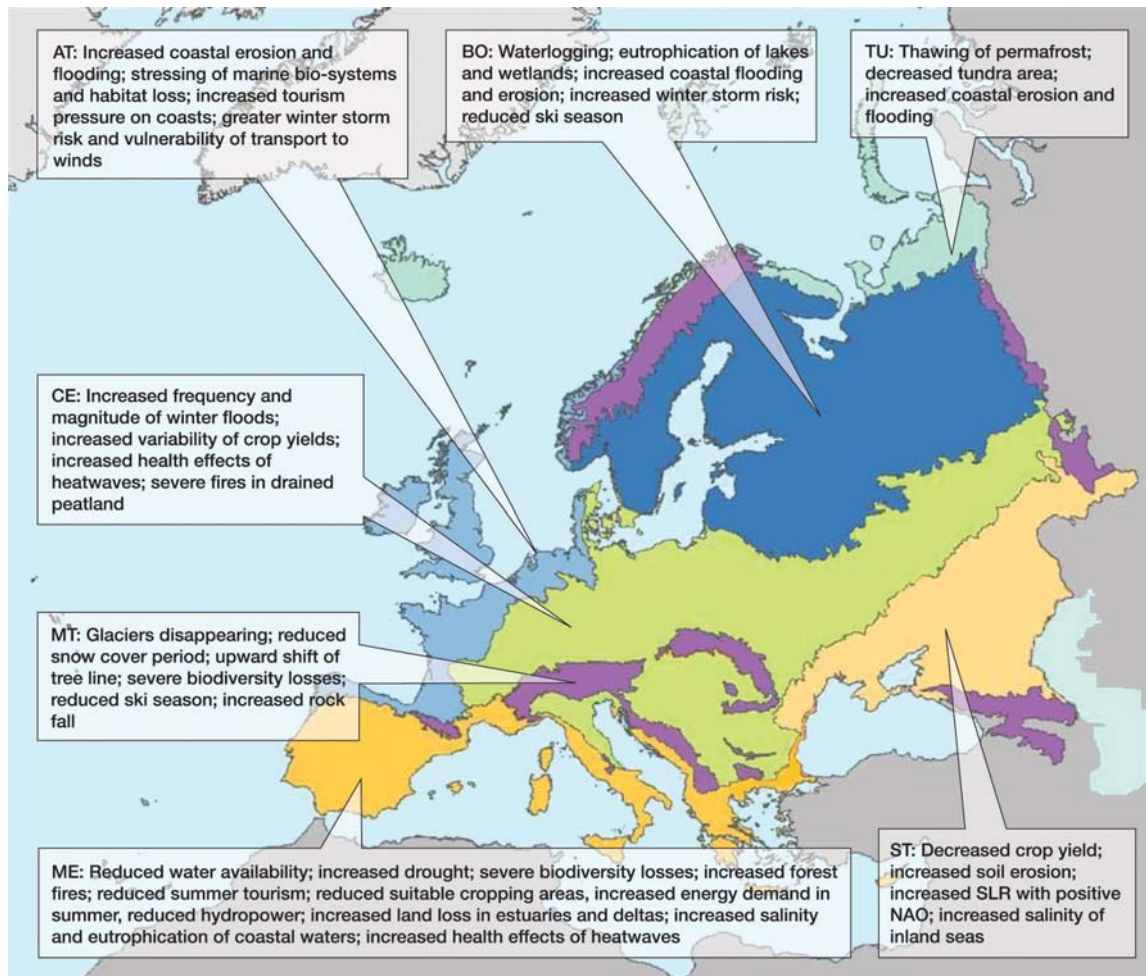 AT: Increased coastal erosion and
flooding; stressing of marine bio-systems
and habitat loss; increased tourism
pressure on coasts; greater winter storm
risk and vulnerability of transport to
winds
BO: Waterlogging; eutrophication of lakes
and wetlands; increased coastal flooding
and erosion; increased winter storm risk;
reduced ski season
TU: Thawing of permafrost;
decreased tundra area;
increased coastal erosion and
flooding
CE: Increased frequency and
magnitude of winter floods;
increased variability of crop yields;
increased health effects of
heatwaves; severe fires in drained
peatland
MT: Glaciers disappearing; reduced
snow cover period; upward shift of
tree line; severe biodiversity losses;
reduced ski season; increased rock
fall
ME: Reduced water availability; increased drought; severe biodiversity losses; increased forest
fires; reduced summer tourism; reduced suitable cropping areas, increased energy demand in
summer, reduced hydropower; increased land loss in estuaries and deltas; increased salinity
and eutrophication of coastal waters; increased health effects of heatwaves
ST: Decreased crop yield;
increased soil erosion;
increased SLR with positive
NAO; increased salinity of
inland seas